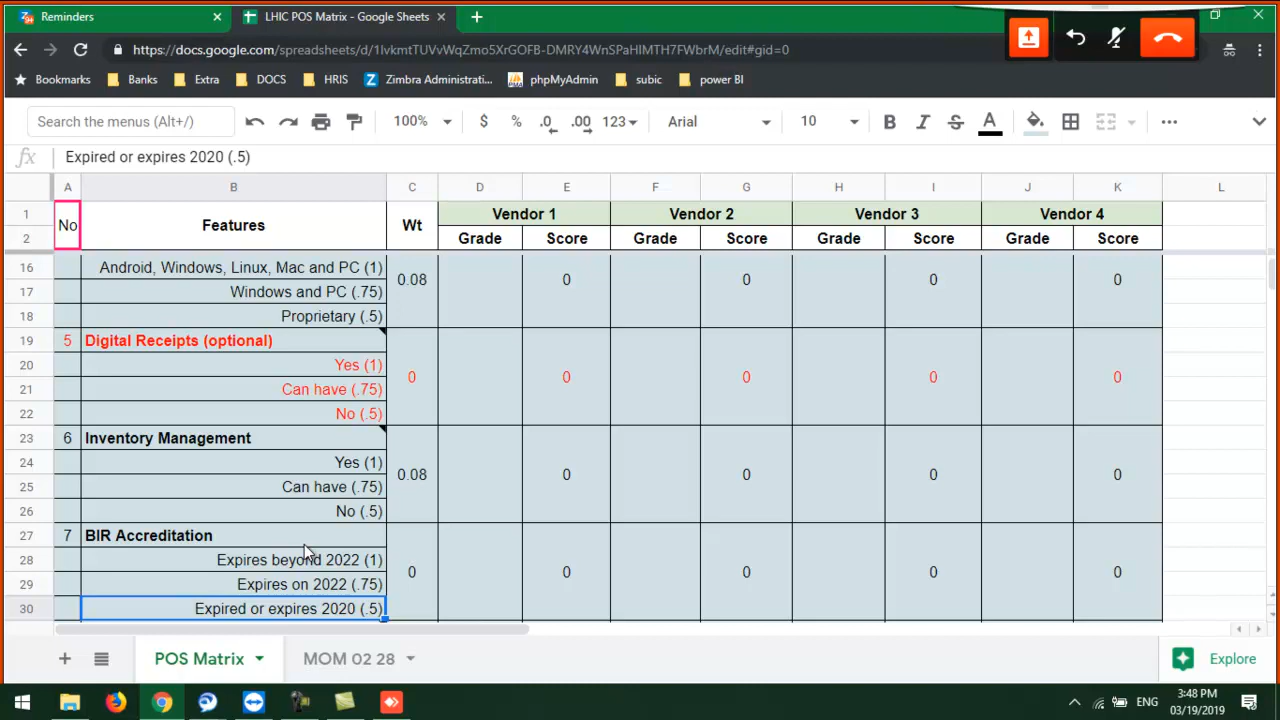 Reminders
LHIC POS Matrix - Google Sheets
https://docs.google.com/spreadsheets/d/1IvkmtTUVvWqZmo5XrGOFB-DMRY4WnSPaHIMTH7FWbrM/edit#gid=0
Bookmarks Banks Extra DOCS HRIS Zimbra Administrati... phpMyAdmin subic power BI
Search the menus (Alt+/) 100% $ % .0 .00 123 Arial 10 B I S A
fx Expired or expires 2020 (.5)
A B C D E F G H I J K L
1 No Features Wt Vendor 1 Vendor 2 Vendor 3 Vendor 4
2 Grade Score Grade Score Grade Score Grade Score
16 Android, Windows, Linux, Mac and PC (1) 0.08 0 0 0 0
17 Windows and PC (.75)
18 Proprietary (.5)
19 5 Digital Receipts (optional)
20 Yes (1)
21 Can have (.75) 0 0 0 0 0
22 No (.5)
23 6 Inventory Management
24 Yes (1)
25 Can have (.75) 0.08 0 0 0 0
26 No (.5)
27 7 BIR Accreditation
28 Expires beyond 2022 (1)
29 Expires on 2022 (.75) 0 0 0 0 0
30 Expired or expires 2020 (.5)
POS Matrix MOM 02 28 Explore
ENG 3:48 PM
03/19/2019